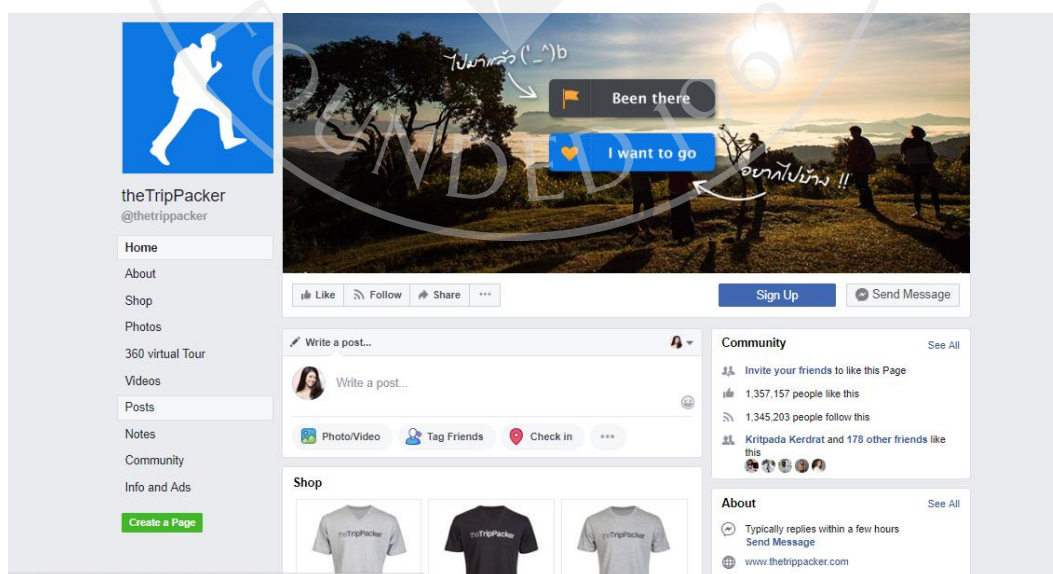 FOUNDED 1962
theTripPacker
@thetrippacker
Home
About
Shop
Photos
360 virtual Tour
Videos
Posts
Notes
Community
Info and Ads
Create a Page
ไปมาแล้ว ('_^)b
Been there
I want to go
อยากไปบ้าง !!
Like
Follow
Share
Sign Up
Send Message
Write a post...
Write a post...
Photo/Video
Tag Friends
Check in
Shop
theTripPacker
theTripPacker
theTripPacker
Community
See All
Invite your friends to like this Page
1,357,157 people like this
1,345,203 people follow this
Kritpada Kerdrat and 178 other friends like
this
About
See All
Typically replies within a few hours
Send Message
www.thetrippacker.com